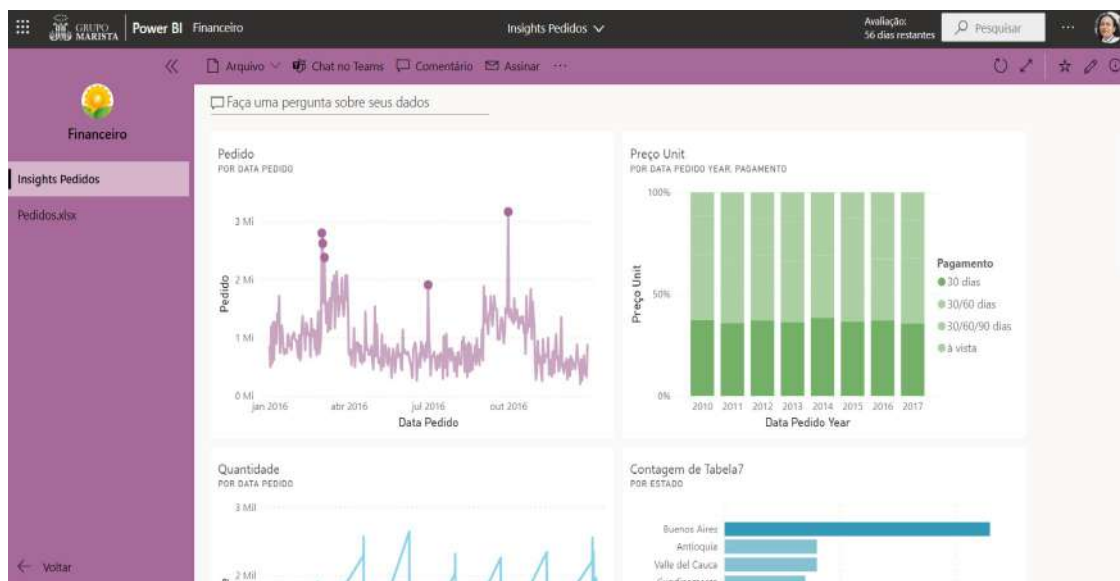 GRUPO MARISTA
Power BI Financeiro
Insights Pedidos
Avaliação:
56 dias restantes
Pesquisar
Arquivo
Chat no Teams
Comentário
Assinar
Financeiro
Insights Pedidos
Pedidos.xlsx
Voltar
Faça uma pergunta sobre seus dados
Pedido
POR DATA PEDIDO
3 Mi
2 Mi
1 Mi
0 Mi
Pedido
jan 2016 abr 2016 jul 2016 out 2016
Data Pedido
Preço Unit
POR DATA PEDIDO YEAR, PAGAMENTO
100%
50%
0%
Preço Unit
2010 2011 2012 2013 2014 2015 2016 2017
Data Pedido Year
Pagamento
30 dias
30/60 dias
30/60/90 dias
à vista
Quantidade
POR DATA PEDIDO
3 Mil
2 Mil
Contagem de Tabela7
POR ESTADO
Buenos Aires
Antioquia
Valle del Cauca